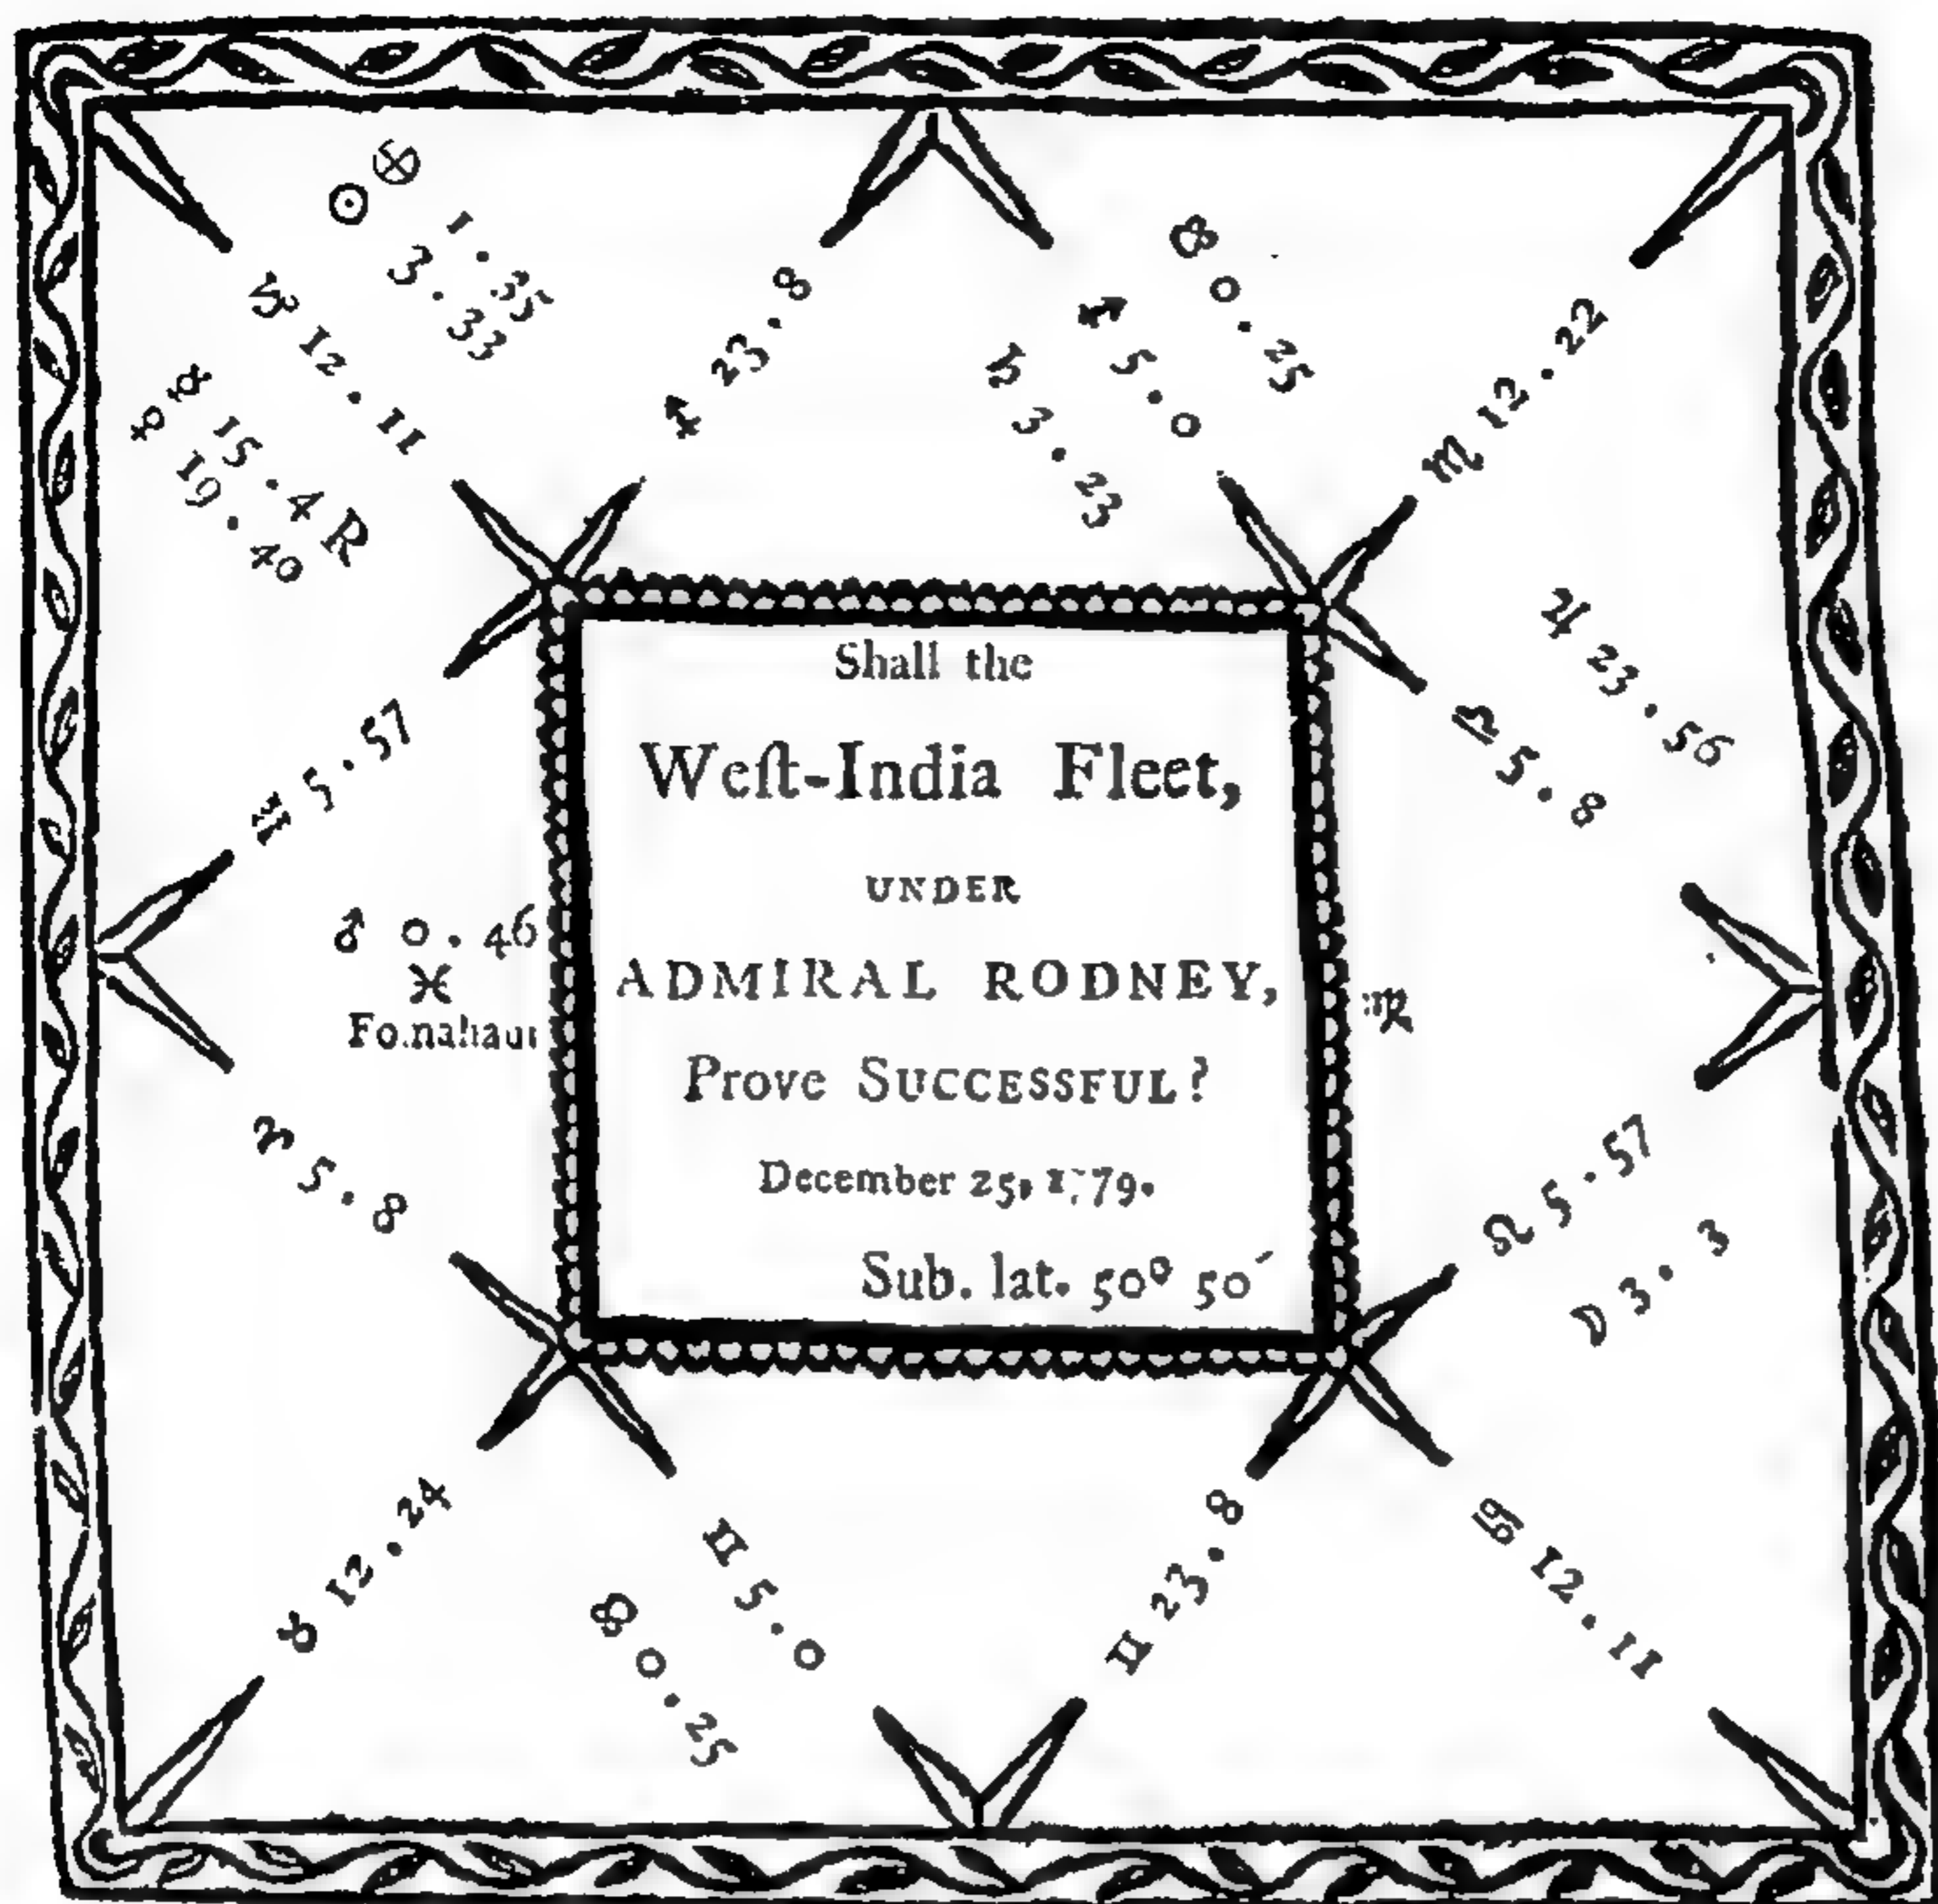 ⊗ 1.35
☉ 3.33
♑ 12.11
☿ 15.4 R
♀ 19.40
♐ 23.8
☋ 0.25
♐ 5.0
♄ 3.23
♏ 12.22
♃ 23.56
♎ 5.8
♒ 5.57
♂ 0.46
♓
♍
Shall the
Weſt-India Fleet,
UNDER
ADMIRAL RODNEY,
Prove SUCCESSFUL?
December 25, 1779.
Sub. lat. 50° 50´
♈ 5.8
♌ 5.57
☽ 3.3
♉ 12.24
♊ 5.0
☊ 0.25
♊ 23.8
♋ 12.11